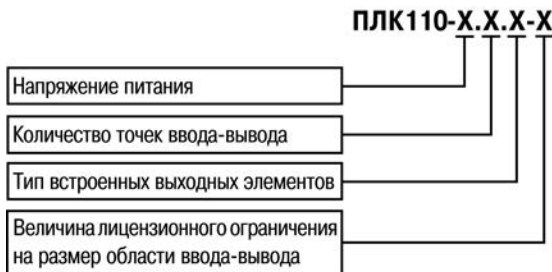 ПЛК110-X.X.X-X
Напряжение питания
Количество точек ввода-вывода
Тип встроенных выходных элементов
Величина лицензионного ограничения
на размер области ввода-вывода